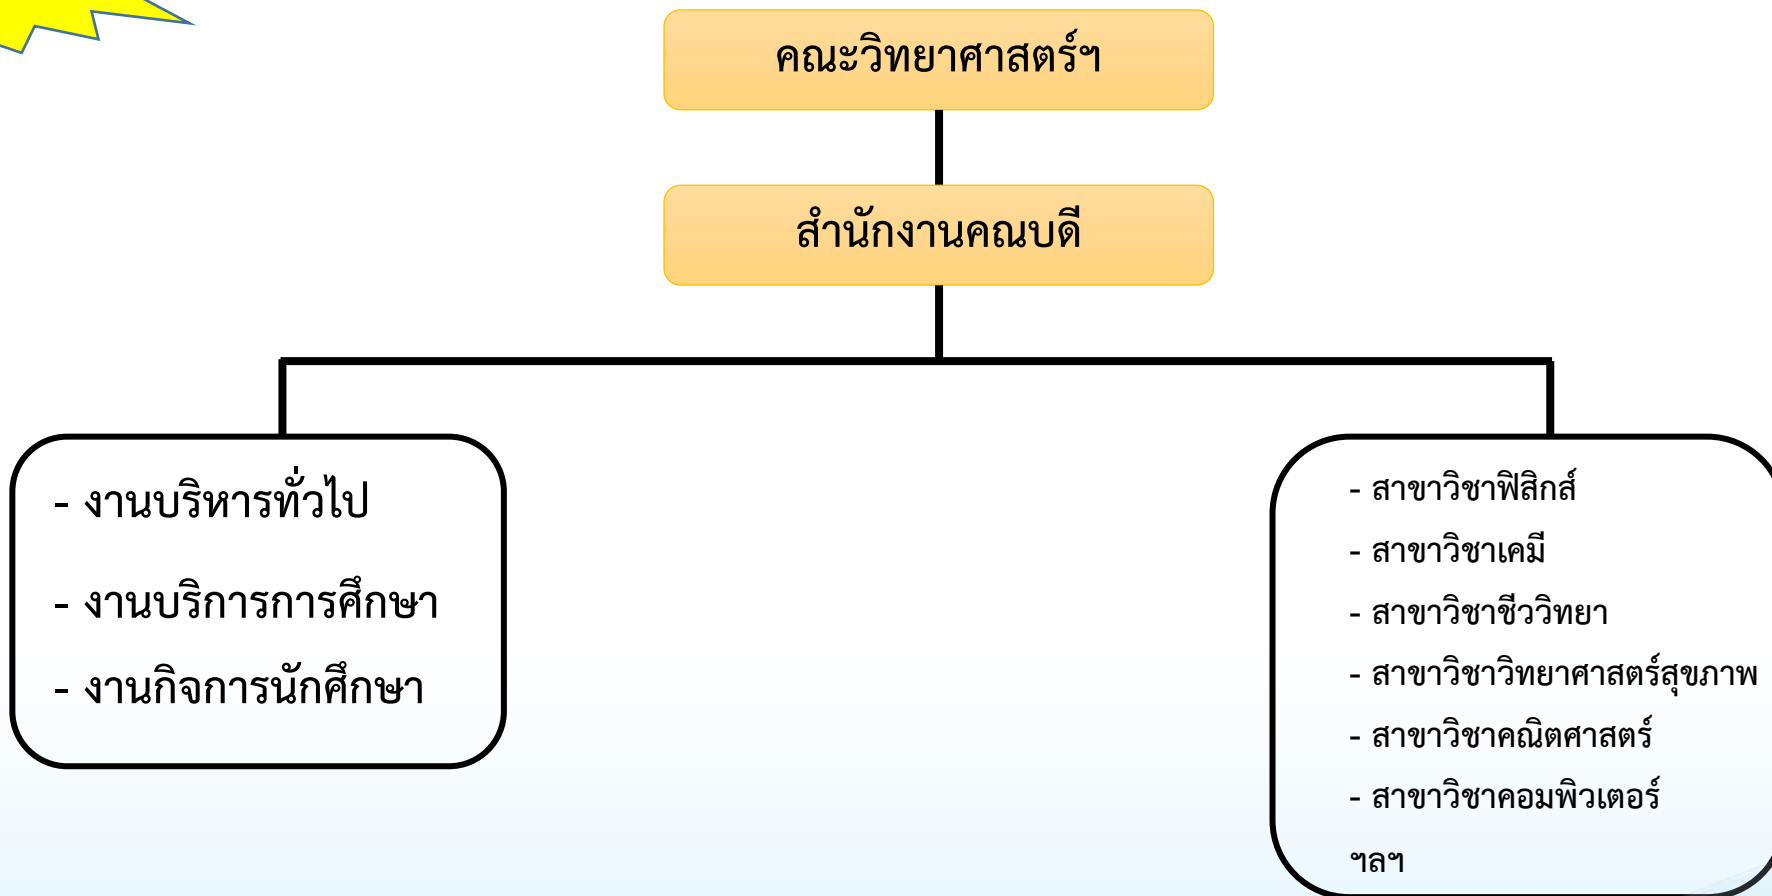 คณะวิทยาศาสตร์ฯ
สำนักงานคณบดี
- งานบริหารทั่วไป
- งานบริการการศึกษา
- งานกิจการนักศึกษา
- สาขาวิชาฟิสิกส์
- สาขาวิชาเคมี
- สาขาวิชาชีววิทยา
- สาขาวิชาวิทยาศาสตร์สุขภาพ
- สาขาวิชาคณิตศาสตร์
- สาขาวิชาคอมพิวเตอร์
ฯลฯ